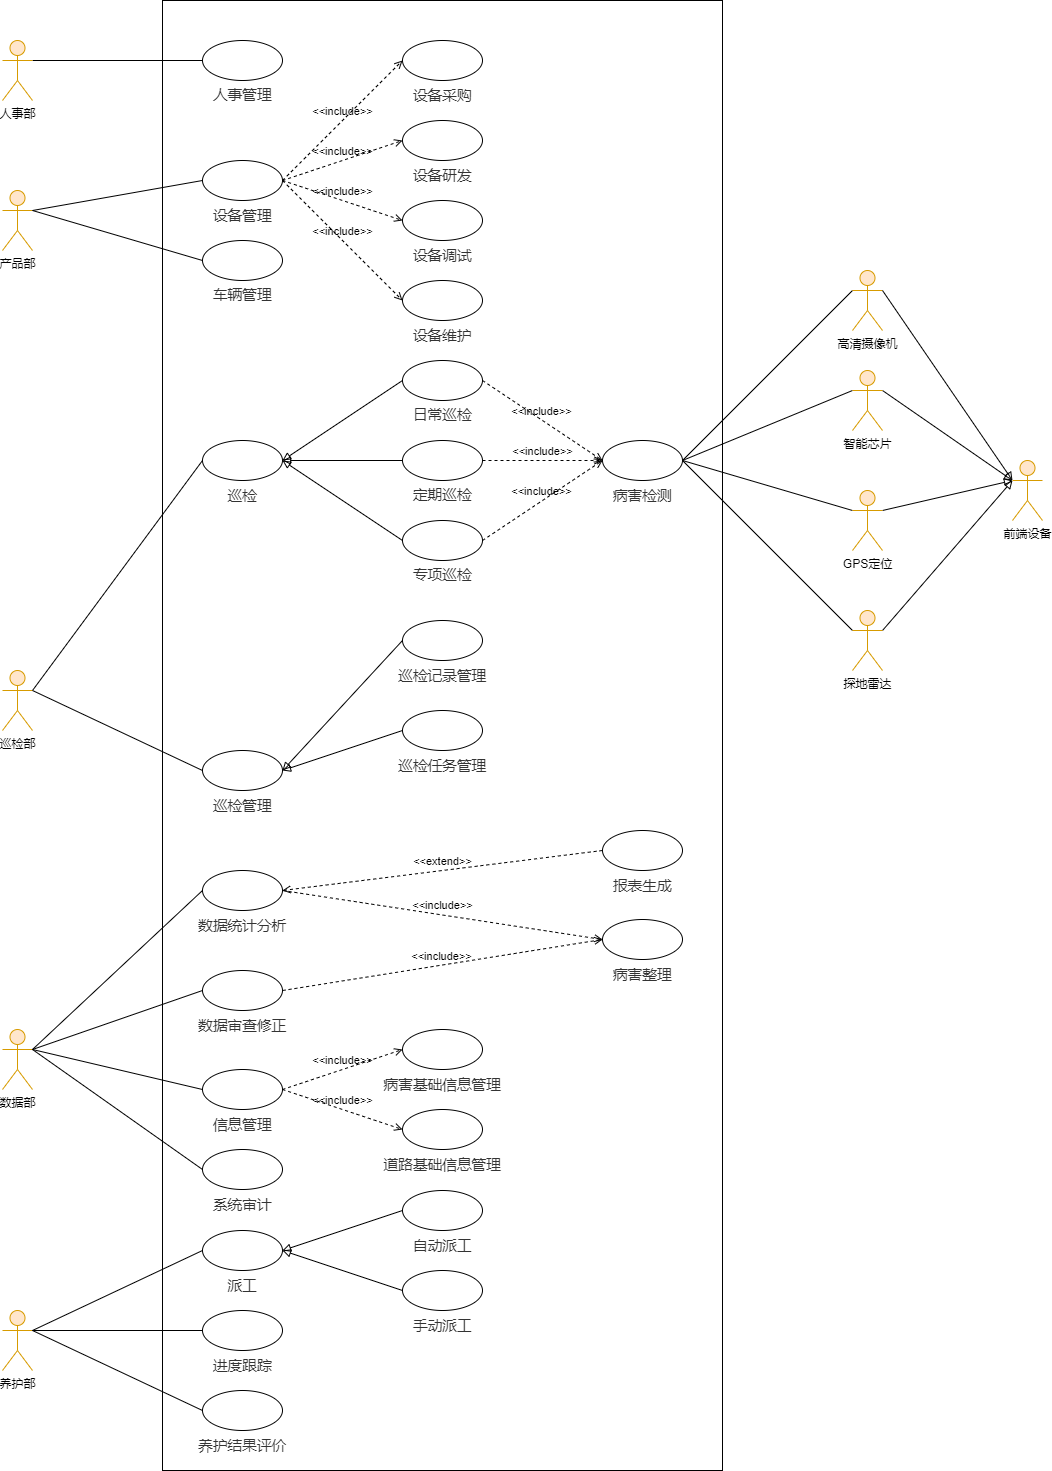 人事部
人事管理
设备采购
<<include>>
<<include>>
设备研发
产品部
设备管理
<<include>>
设备调试
<<include>>
车辆管理
设备维护
高清摄像机
日常巡检
<<include>>
智能芯片
巡检
定期巡检
<<include>>
病害检测
<<include>>
前端设备
专项巡检
GPS定位
巡检记录管理
探地雷达
巡检部
巡检任务管理
巡检管理
<<extend>>
报表生成
数据统计分析
<<include>>
<<include>>
病害整理
数据审查修正
数据部
<<include>>
病害基础信息管理
信息管理
<<include>>
道路基础信息管理
系统审计
自动派工
派工
手动派工
养护部
进度跟踪
养护结果评价